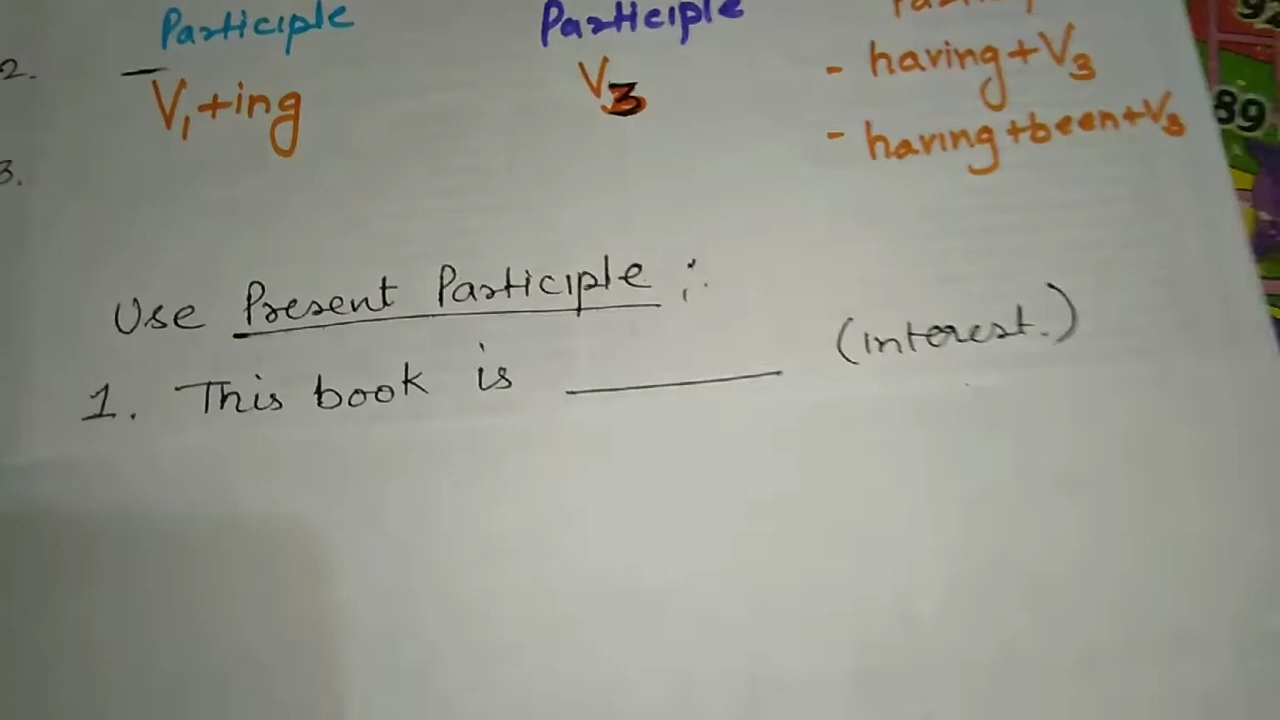 Participle
Participle
2.
V1+ing
V3
- having+V3
- having+been+V3
89
3.
Use Present Participle :
1. This book is ________ (interest.)